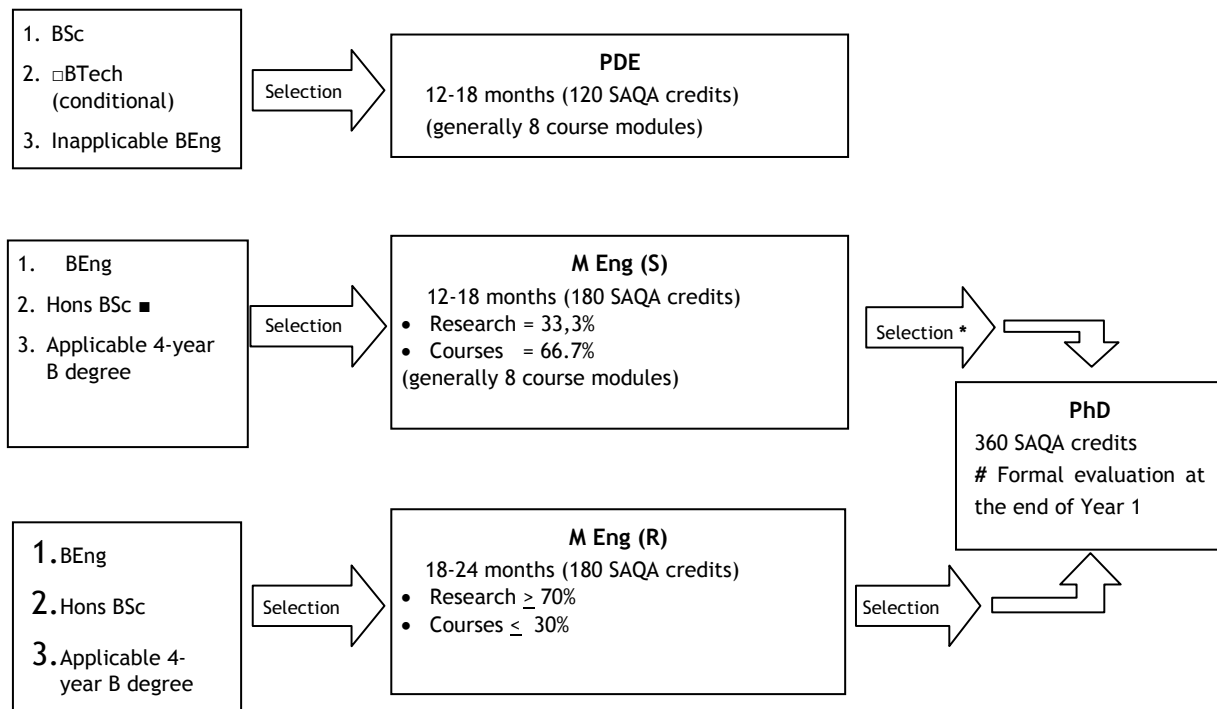 1. BSc
2. □BTech
(conditional)
3. Inapplicable BEng
Selection
PDE
12-18 months (120 SAQA credits)
(generally 8 course modules)
1. BEng
2. Hons BSc ■
3. Applicable 4-year
B degree
Selection
M Eng (S)
12-18 months (180 SAQA credits)
• Research = 33,3%
• Courses = 66.7%
(generally 8 course modules)
Selection *
PhD
360 SAQA credits
# Formal evaluation at
the end of Year 1
1. BEng
2. Hons BSc
3. Applicable 4-
year B degree
Selection
M Eng (R)
18-24 months (180 SAQA credits)
• Research ≥ 70%
• Courses ≤ 30%
Selection